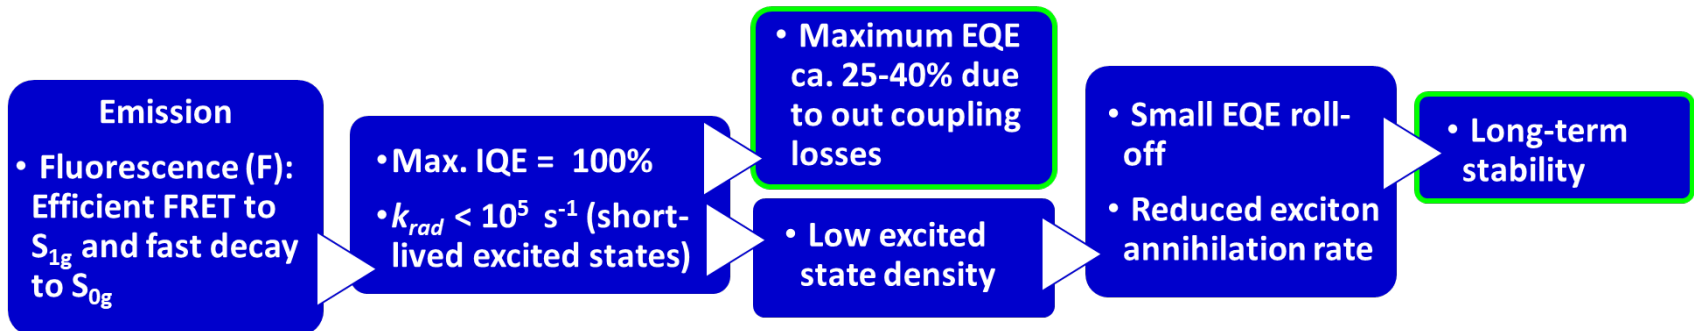 Emission
• Fluorescence (F):
Efficient FRET to
S1g and fast decay
to S0g
•Max. IQE = 100%
•krad < 10⁵ s⁻¹ (short-
lived excited states)
• Maximum EQE
ca. 25-40% due
to out coupling
losses
• Low excited
state density
• Small EQE roll-
off
• Reduced exciton
annihilation rate
• Long-term
stability